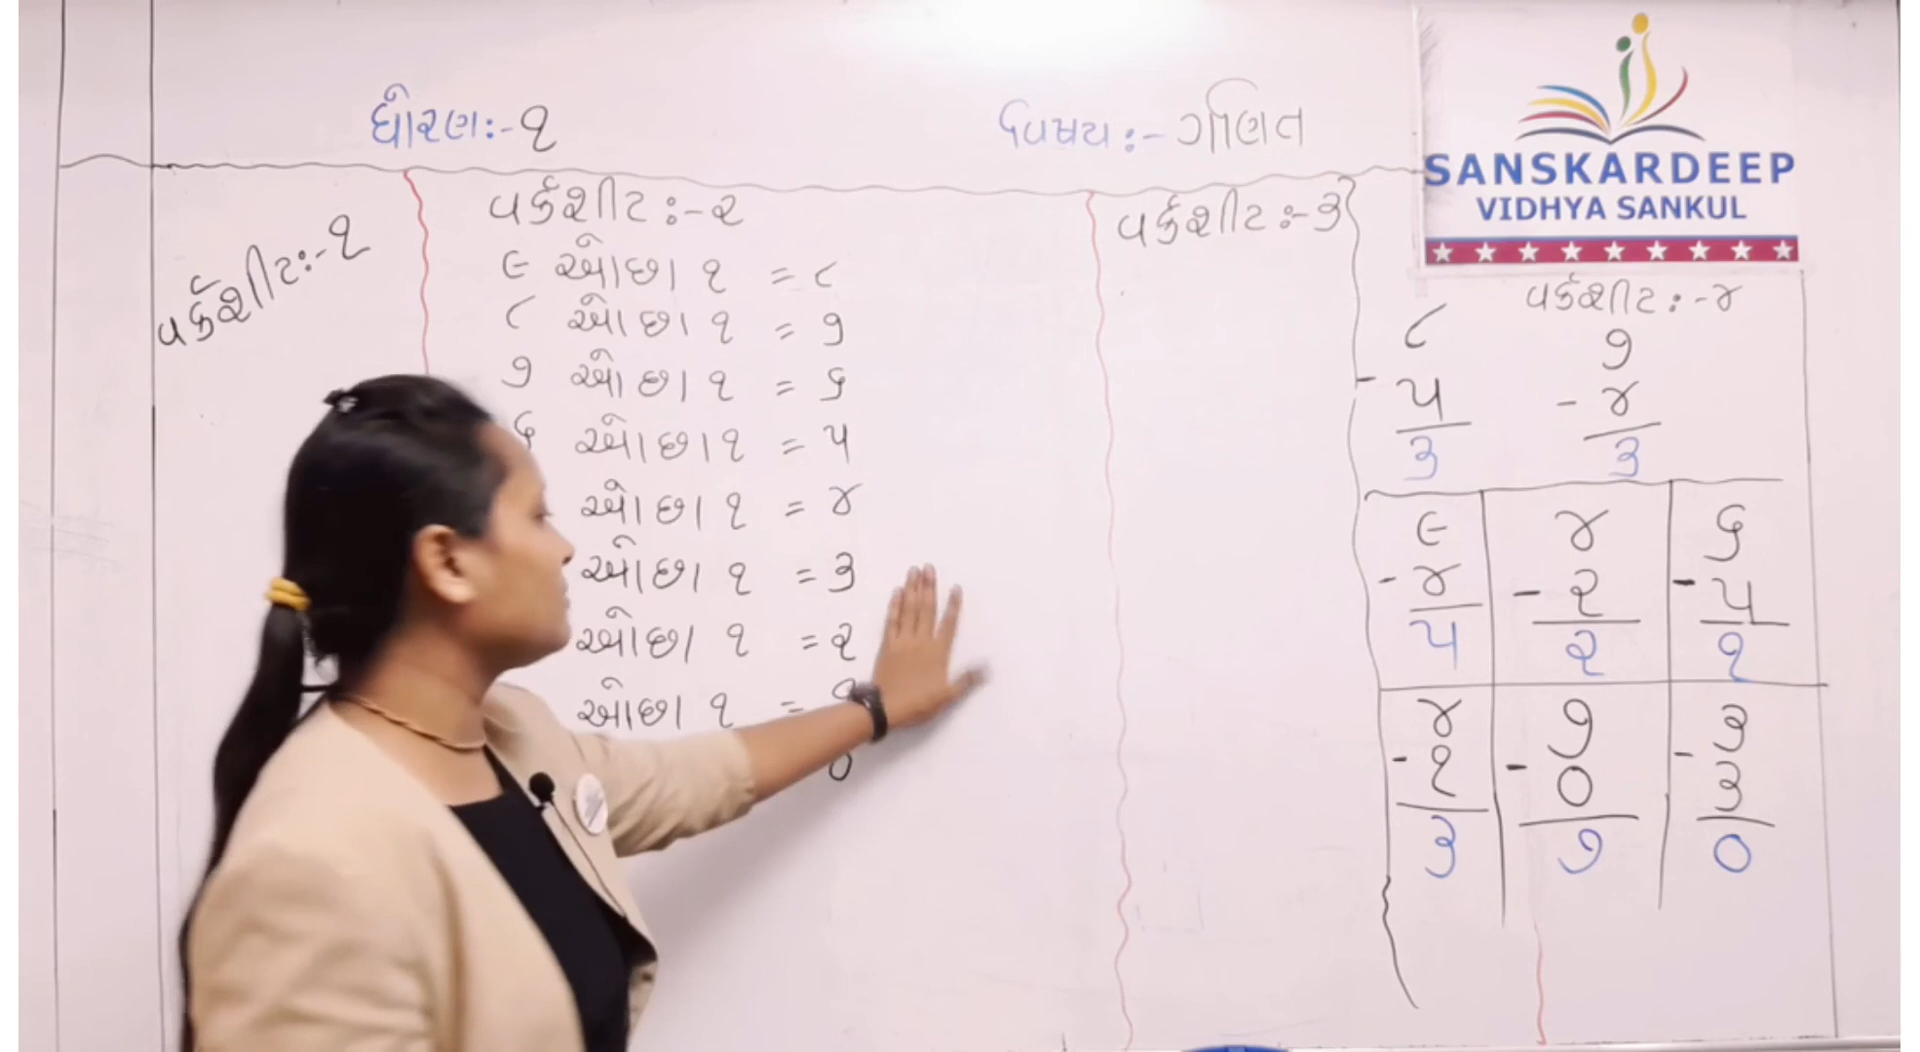 ધોરણ:- ૧
વિષય:- ગણિત
SANSKARDEEP
VIDHYA SANKUL
વર્કશીટ:- ૧
વર્કશીટ:- ૨
૯ ઓછા ૧ = ૮
૮ ઓછા ૧ = ૭
૭ ઓછા ૧ = ૬
૬ ઓછા ૧ = ૫
ઓછા ૧ = ૪
ઓછા ૧ = ૩
ઓછા ૧ = ૨
ઓછા ૧ =
૦
વર્કશીટ:- ૩
વર્કશીટ:- ૪
૮ ૭
- ૫ - ૪
૩ ૩
૯ ૪ ૬
- ૪ - ૨ - ૫
૫ ૨ ૧
૪ ૭ ૩
- ૧ - ૦ - ૩
૩ ૭ ૦